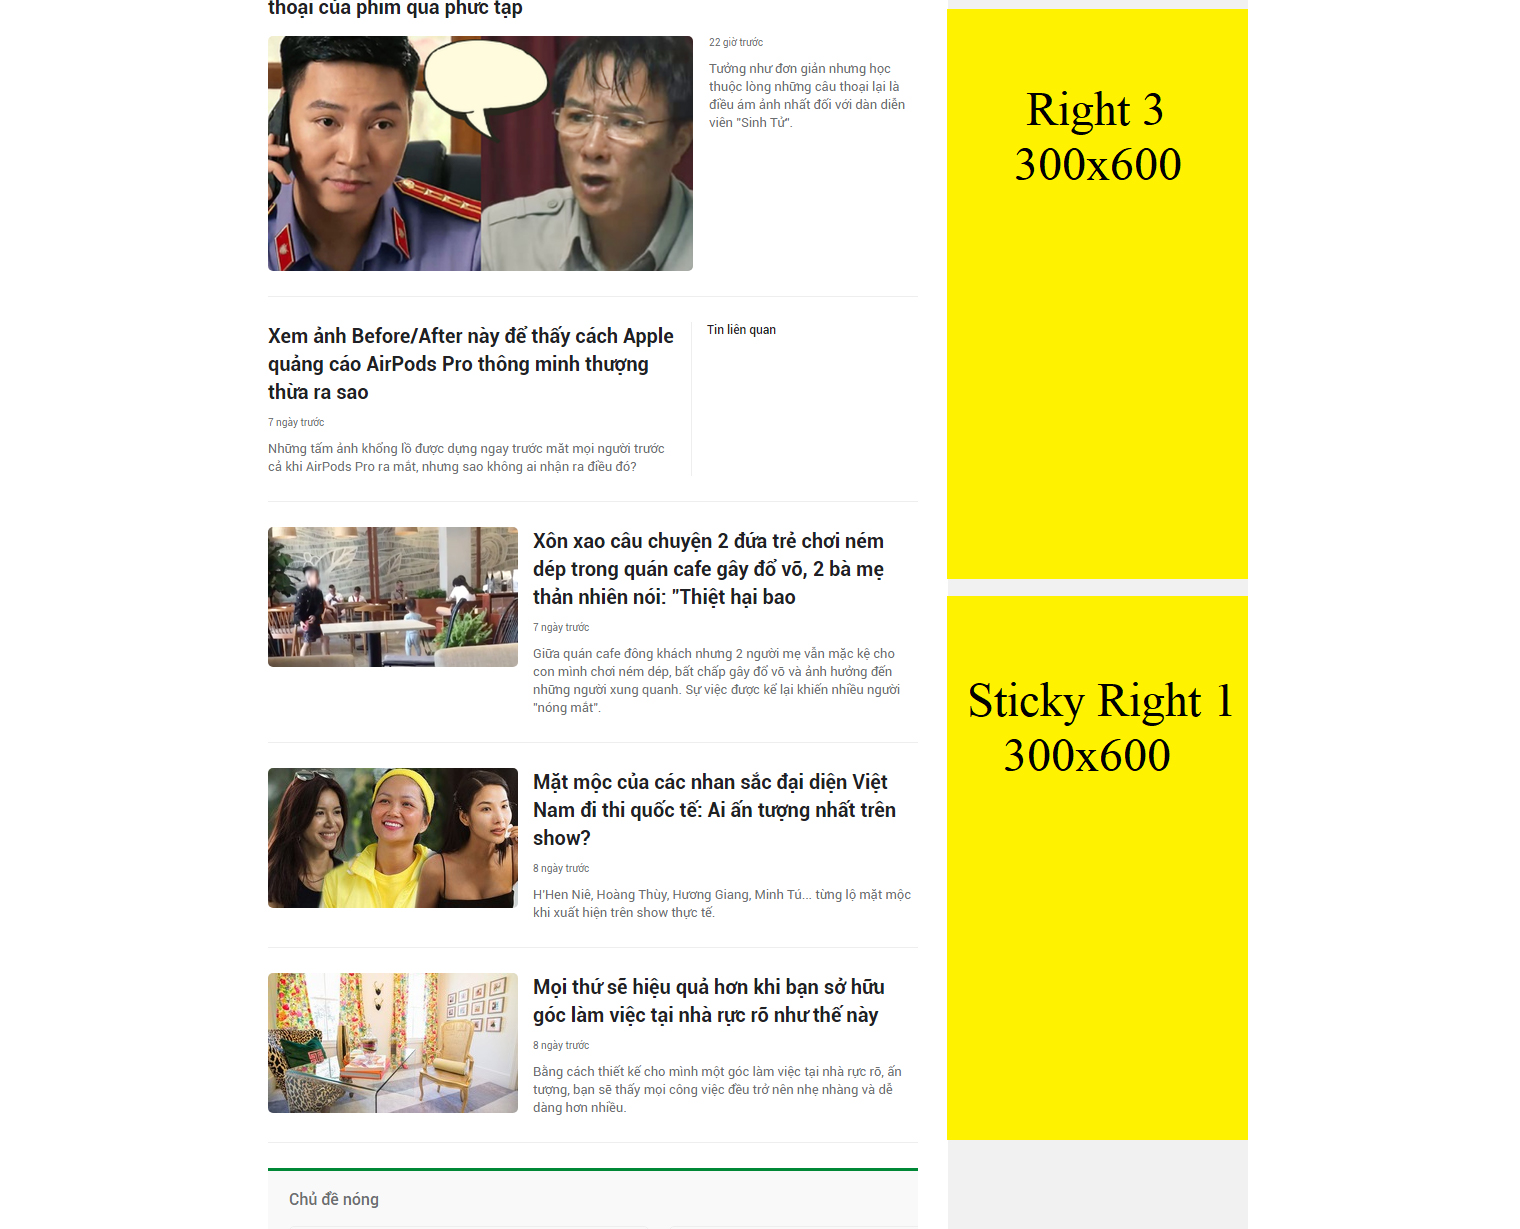 thoại của phim quá phức tạp
22 giờ trước
Tưởng như đơn giản nhưng học
thuộc lòng những câu thoại lại là
điều ám ảnh nhất đối với dàn diễn
viên "Sinh Tử".
Xem ảnh Before/After này để thấy cách Apple
quảng cáo AirPods Pro thông minh thượng
thừa ra sao
7 ngày trước
Những tấm ảnh khổng lồ được dựng ngay trước mắt mọi người trước
cả khi AirPods Pro ra mắt, nhưng sao không ai nhận ra điều đó?
Tin liên quan
Xôn xao câu chuyện 2 đứa trẻ chơi ném
dép trong quán cafe gây đổ vỡ, 2 bà mẹ
thản nhiên nói: "Thiệt hại bao
7 ngày trước
Giữa quán cafe đông khách nhưng 2 người mẹ vẫn mặc kệ cho
con mình chơi ném dép, bất chấp gây đổ vỡ và ảnh hưởng đến
những người xung quanh. Sự việc được kể lại khiến nhiều người
"nóng mắt".
Mặt mộc của các nhan sắc đại diện Việt
Nam đi thi quốc tế: Ai ấn tượng nhất trên
show?
8 ngày trước
H'Hen Niê, Hoàng Thùy, Hương Giang, Minh Tú... từng lộ mặt mộc
khi xuất hiện trên show thực tế.
Mọi thứ sẽ hiệu quả hơn khi bạn sở hữu
góc làm việc tại nhà rực rỡ như thế này
8 ngày trước
Bằng cách thiết kế cho mình một góc làm việc tại nhà rực rỡ, ấn
tượng, bạn sẽ thấy mọi công việc đều trở nên nhẹ nhàng và dễ
dàng hơn nhiều.
Chủ đề nóng
Right 3
300x600
Sticky Right 1
300x600